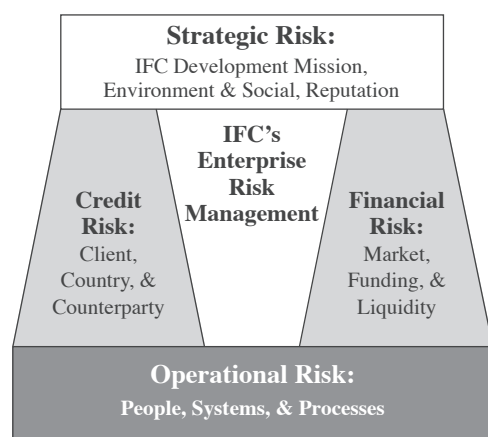 Strategic Risk:
IFC Development Mission,
Environment & Social, Reputation
IFC’s
Enterprise
Risk
Management
Credit
Risk:
Client,
Country, &
Counterparty
Financial
Risk:
Market,
Funding, &
Liquidity
Operational Risk:
People, Systems, & Processes